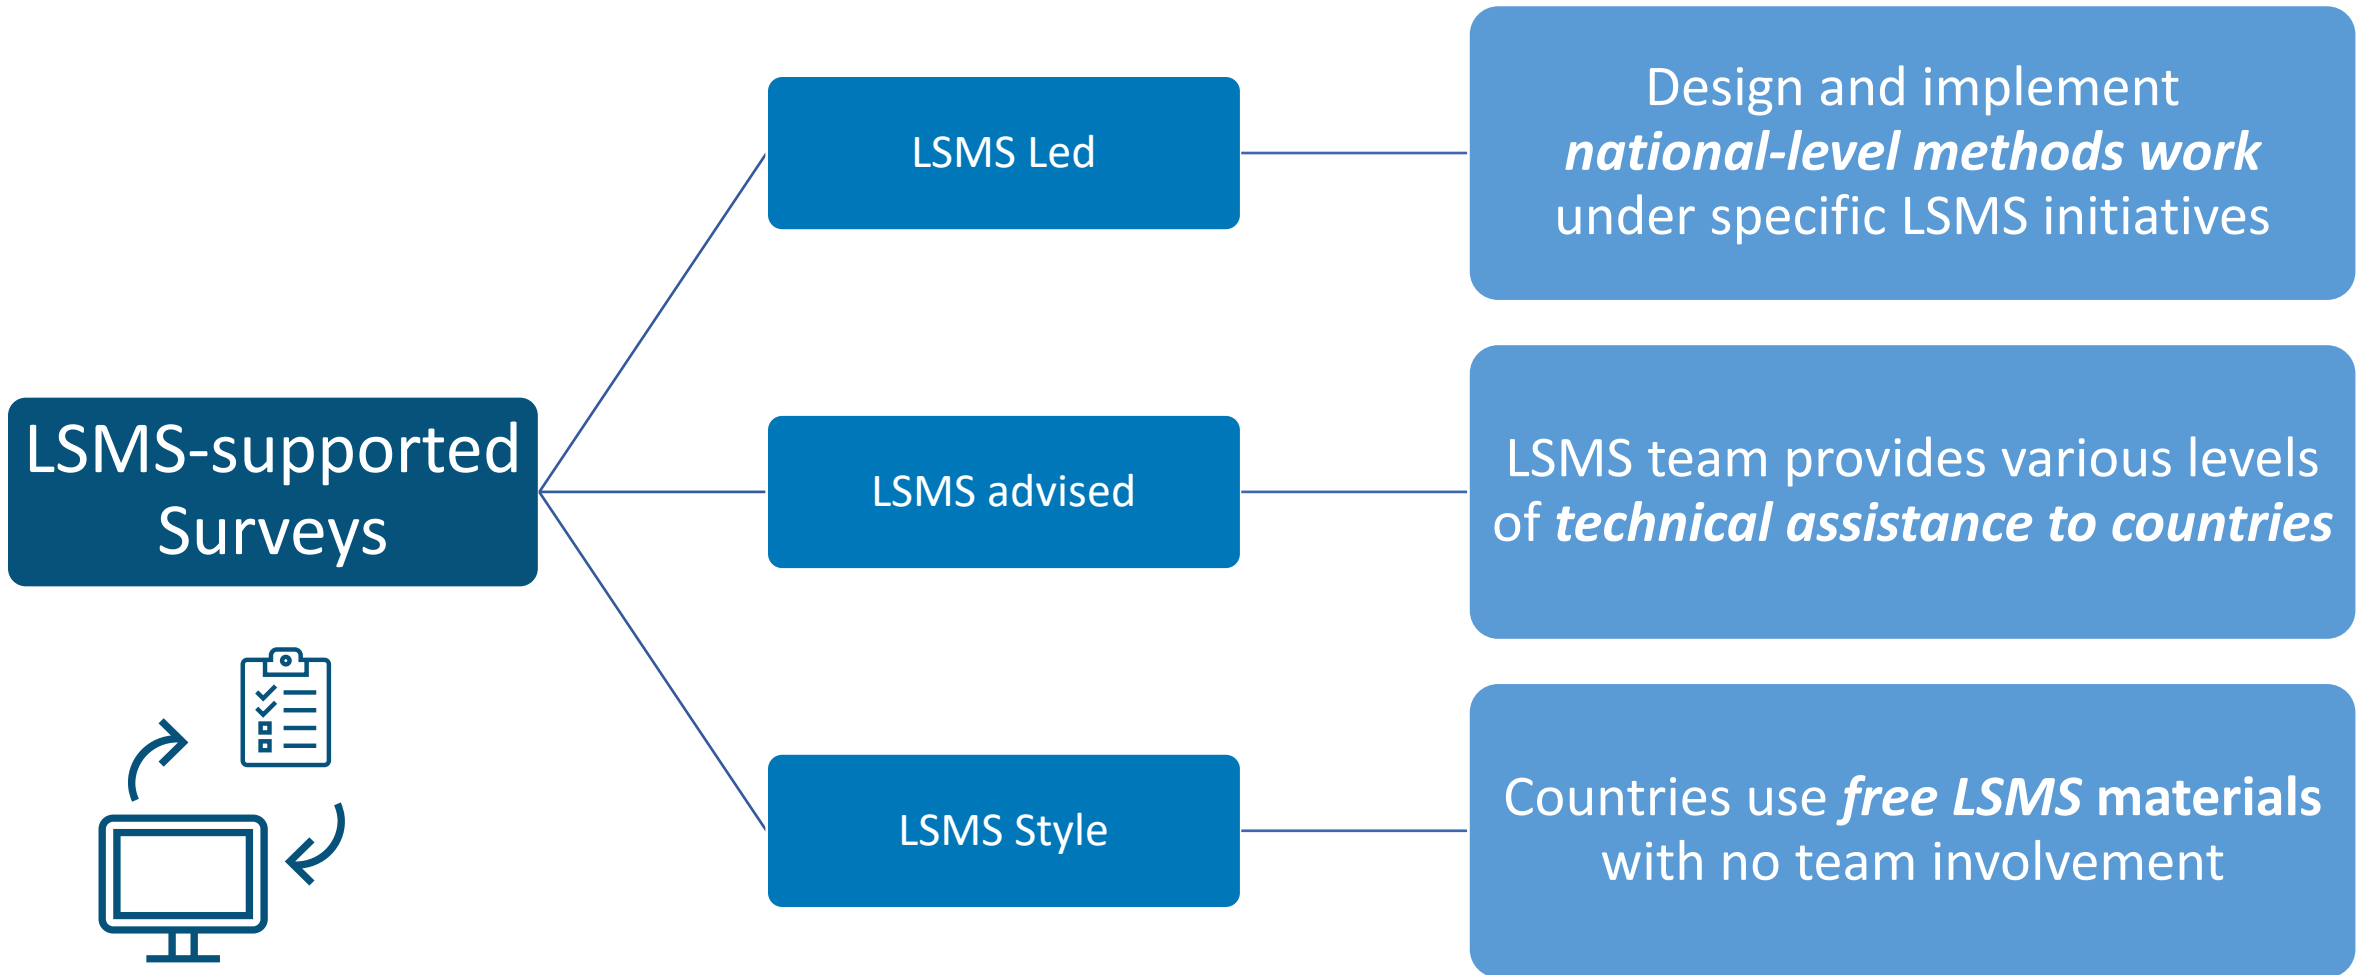 LSMS-supported
Surveys
LSMS Led
Design and implement
national-level methods work
under specific LSMS initiatives
LSMS advised
LSMS team provides various levels
of technical assistance to countries
LSMS Style
Countries use free LSMS materials
with no team involvement